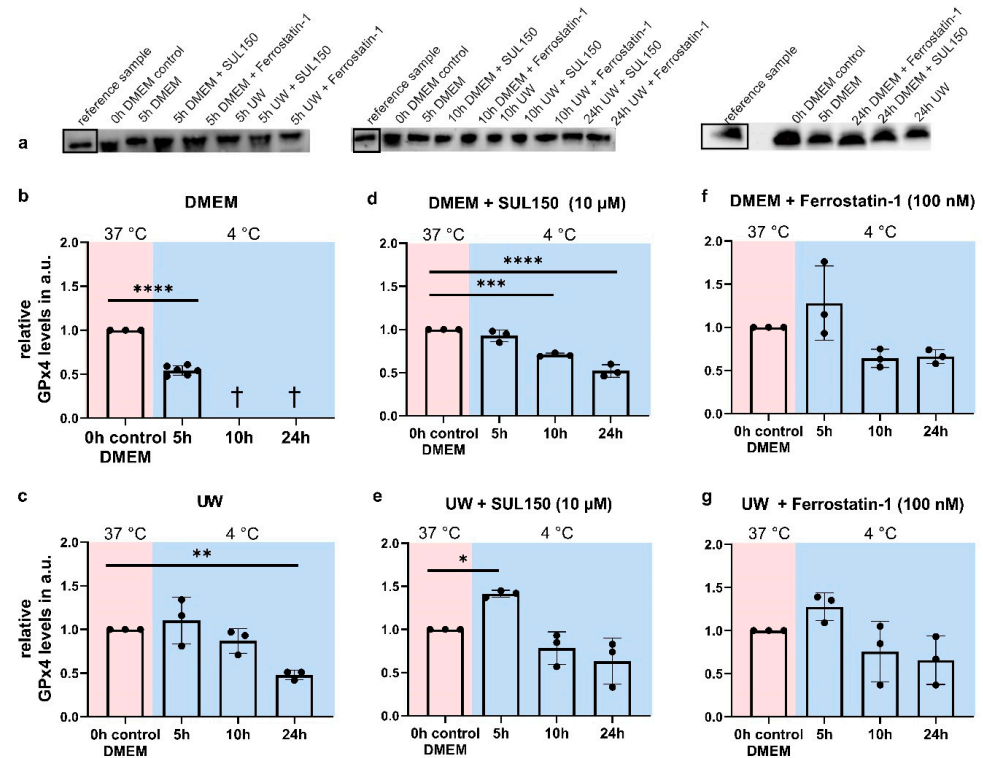 a
reference sample
0h DMEM control
5h DMEM
5h DMEM + SUL150
5h DMEM + Ferrostatin-1
5h UW
5h UW + SUL150
5h UW + Ferrostatin-1
reference sample
0h DMEM control
5h DMEM
10h DMEM + SUL150
10h DMEM + Ferrostatin-1
10h UW
10h UW + SUL150
10h UW + Ferrostatin-1
24h UW + SUL150
24h UW + Ferrostatin-1
reference sample
0h DMEM control
5h DMEM
24h DMEM + Ferrostatin-1
24h DMEM + SUL150
24h UW
b
DMEM
37 °C
4 °C
relative
GPx4 levels in a.u.
2.0
1.5
1.0
0.5
0.0
****
†
†
0h control
DMEM
5h
10h
24h
d
DMEM + SUL150 (10 µM)
37 °C
4 °C
2.0
1.5
1.0
0.5
0.0
****
***
0h control
DMEM
5h
10h
24h
f
DMEM + Ferrostatin-1 (100 nM)
37 °C
4 °C
2.0
1.5
1.0
0.5
0.0
0h control
DMEM
5h
10h
24h
c
UW
37 °C
4 °C
relative
GPx4 levels in a.u.
2.0
1.5
1.0
0.5
0.0
**
0h control
DMEM
5h
10h
24h
e
UW + SUL150 (10 µM)
37 °C
4 °C
2.0
1.5
1.0
0.5
0.0
*
0h control
DMEM
5h
10h
24h
g
UW + Ferrostatin-1 (100 nM)
37 °C
4 °C
2.0
1.5
1.0
0.5
0.0
0h control
DMEM
5h
10h
24h